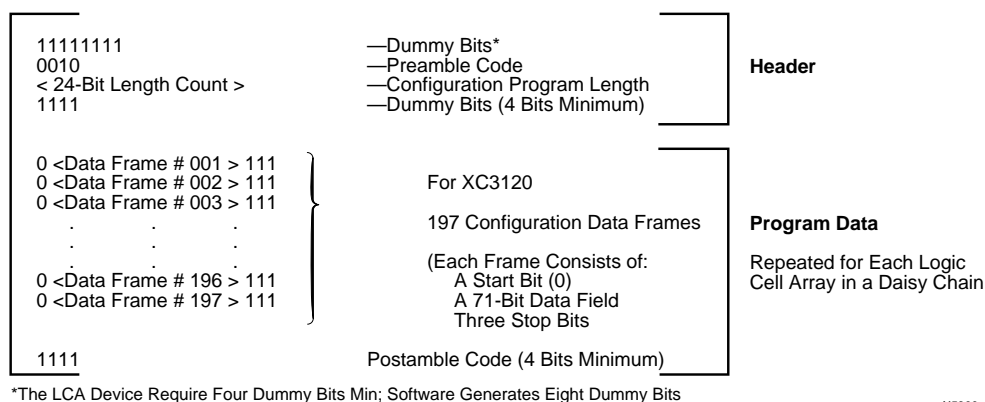 11111111 —Dummy Bits*
0010 —Preamble Code
< 24-Bit Length Count > —Configuration Program Length
1111 —Dummy Bits (4 Bits Minimum)
Header
0 <Data Frame # 001 > 111
0 <Data Frame # 002 > 111
0 <Data Frame # 003 > 111
. . .
. . .
. . .
0 <Data Frame # 196 > 111
0 <Data Frame # 197 > 111
For XC3120
197 Configuration Data Frames
(Each Frame Consists of:
A Start Bit (0)
A 71-Bit Data Field
Three Stop Bits
Program Data
Repeated for Each Logic
Cell Array in a Daisy Chain
1111 Postamble Code (4 Bits Minimum)
*The LCA Device Require Four Dummy Bits Min; Software Generates Eight Dummy Bits